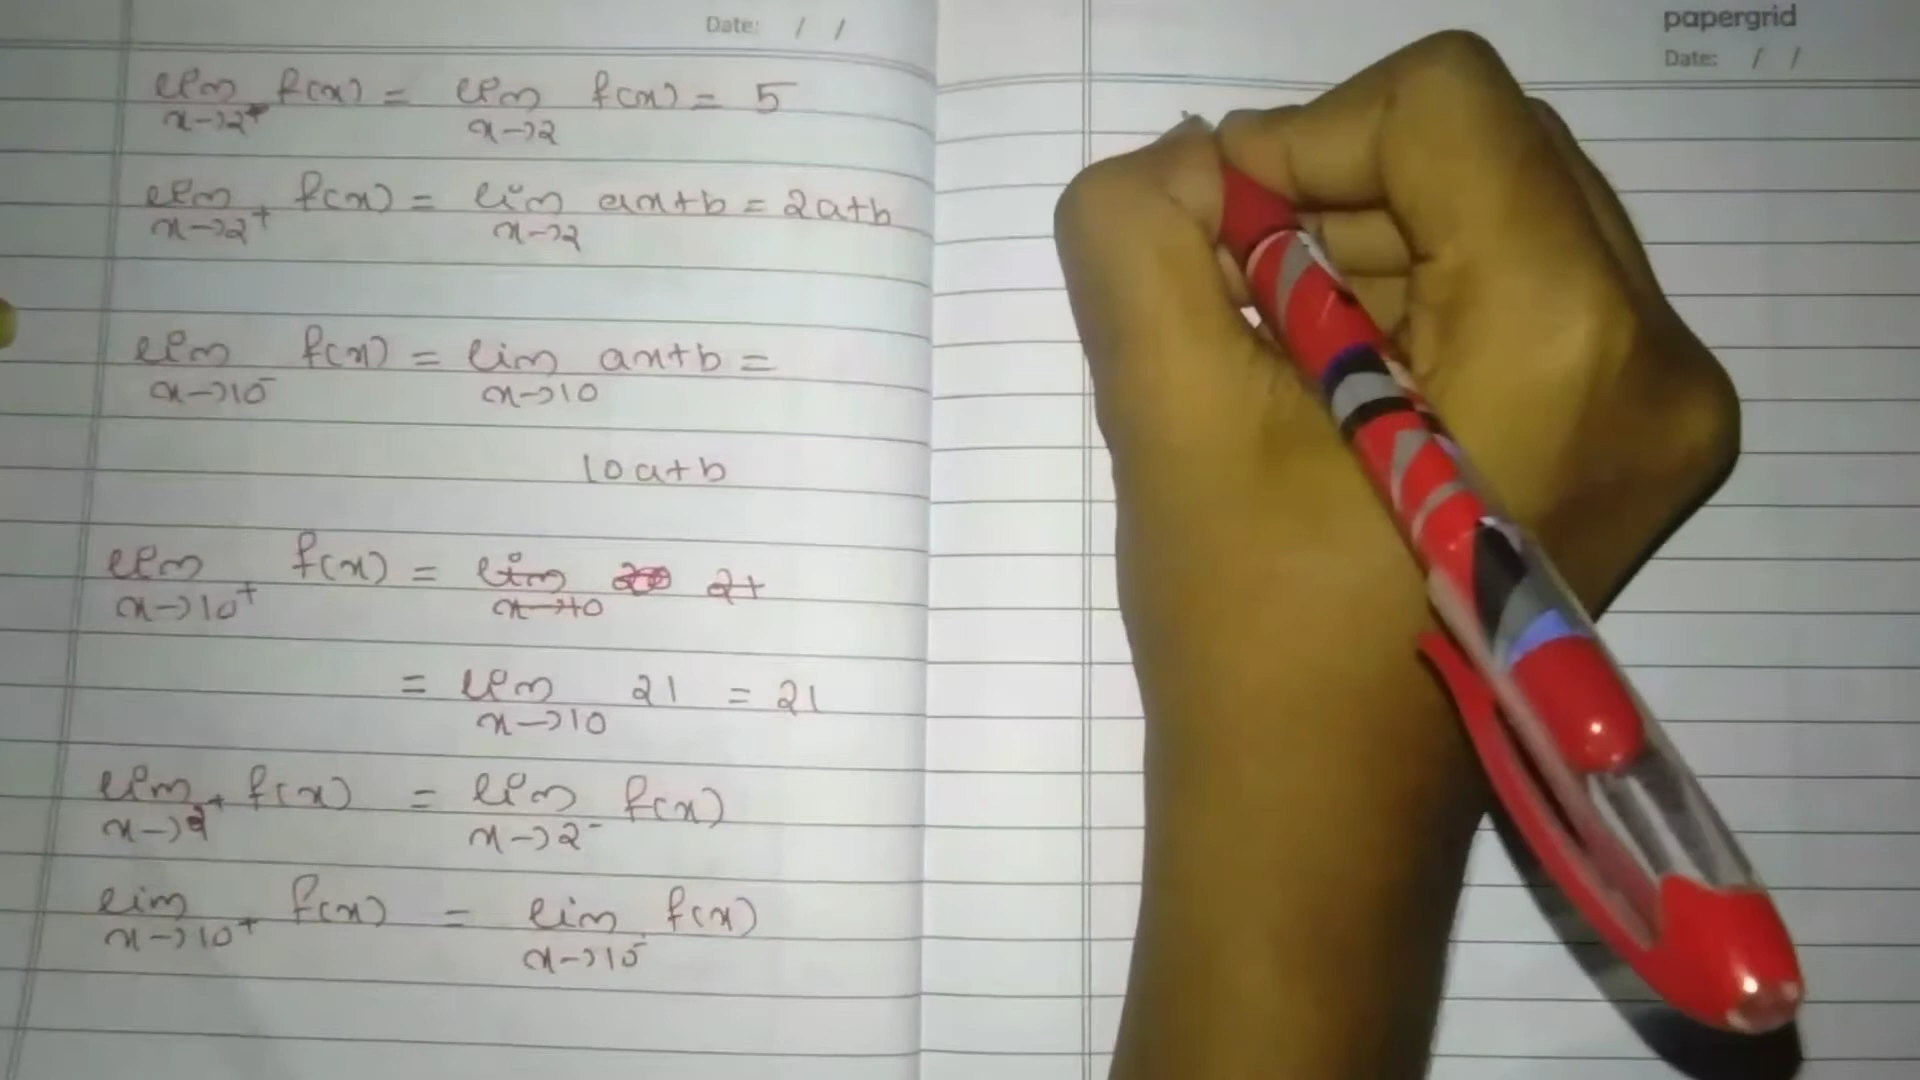 Date: / /
lim x→2⁺ f(x) = lim x→2 f(x) = 5
lim x→2⁺ f(x) = lim x→2 ax+b = 2a+b
lim x→10⁻ f(x) = lim x→10 ax+b =
10a+b
lim x→10⁺ f(x) = lim x→10 21
= lim x→10 21 = 21
lim x→2⁺ f(x) = lim x→2⁻ f(x)
lim x→10⁺ f(x) = lim x→10⁻ f(x)
papergrid
Date: / /